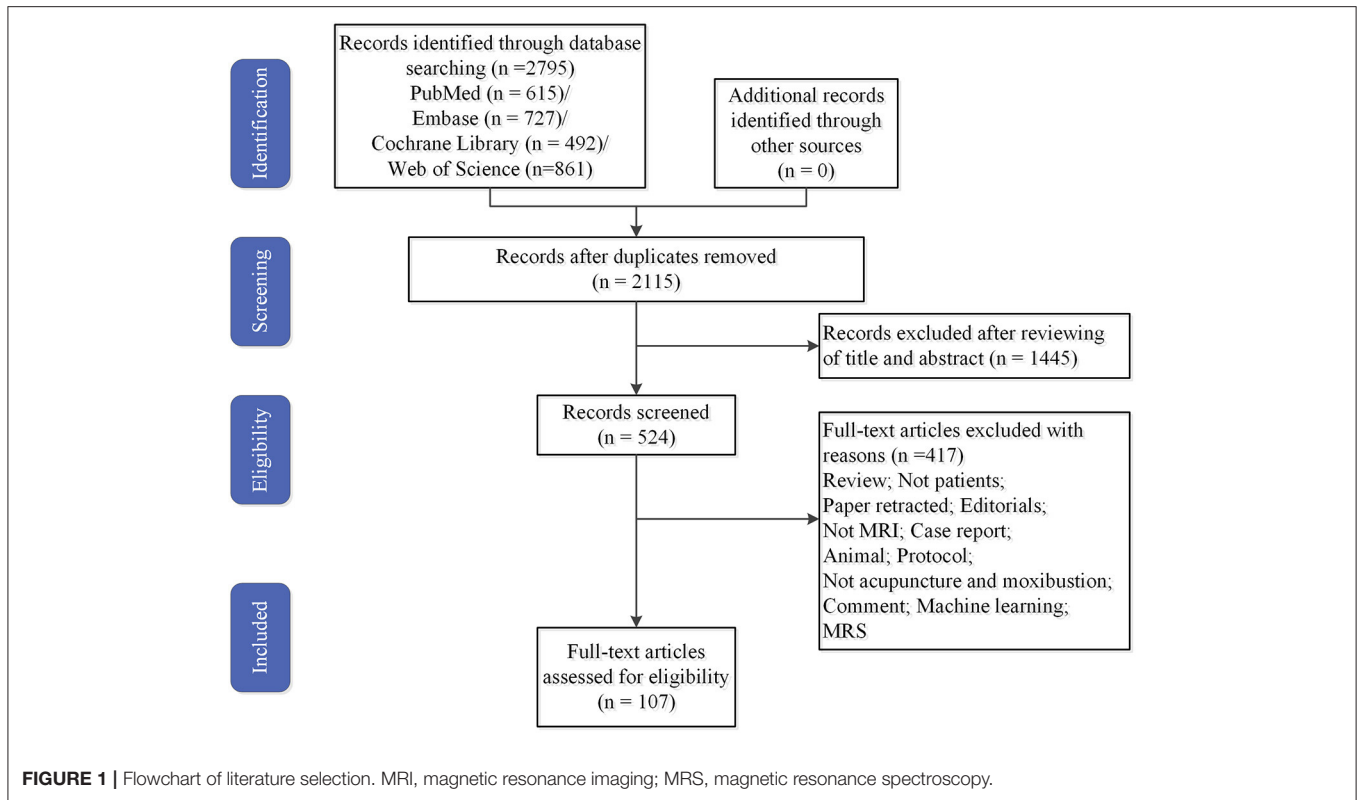 Identification
Records identified through database
searching (n =2795)
PubMed (n = 615)/
Embase (n = 727)/
Cochrane Library (n = 492)/
Web of Science (n=861)
Additional records
identified through
other sources
(n = 0)
Screening
Records after duplicates removed
(n = 2115)
Records excluded after reviewing
of title and abstract (n = 1445)
Eligibility
Records screened
(n = 524)
Full-text articles excluded with
reasons (n =417)
Review; Not patients;
Paper retracted; Editorials;
Not MRI; Case report;
Animal; Protocol;
Not acupuncture and moxibustion;
Comment; Machine learning;
MRS
Included
Full-text articles
assessed for eligibility
(n = 107)
FIGURE 1 | Flowchart of literature selection. MRI, magnetic resonance imaging; MRS, magnetic resonance spectroscopy.